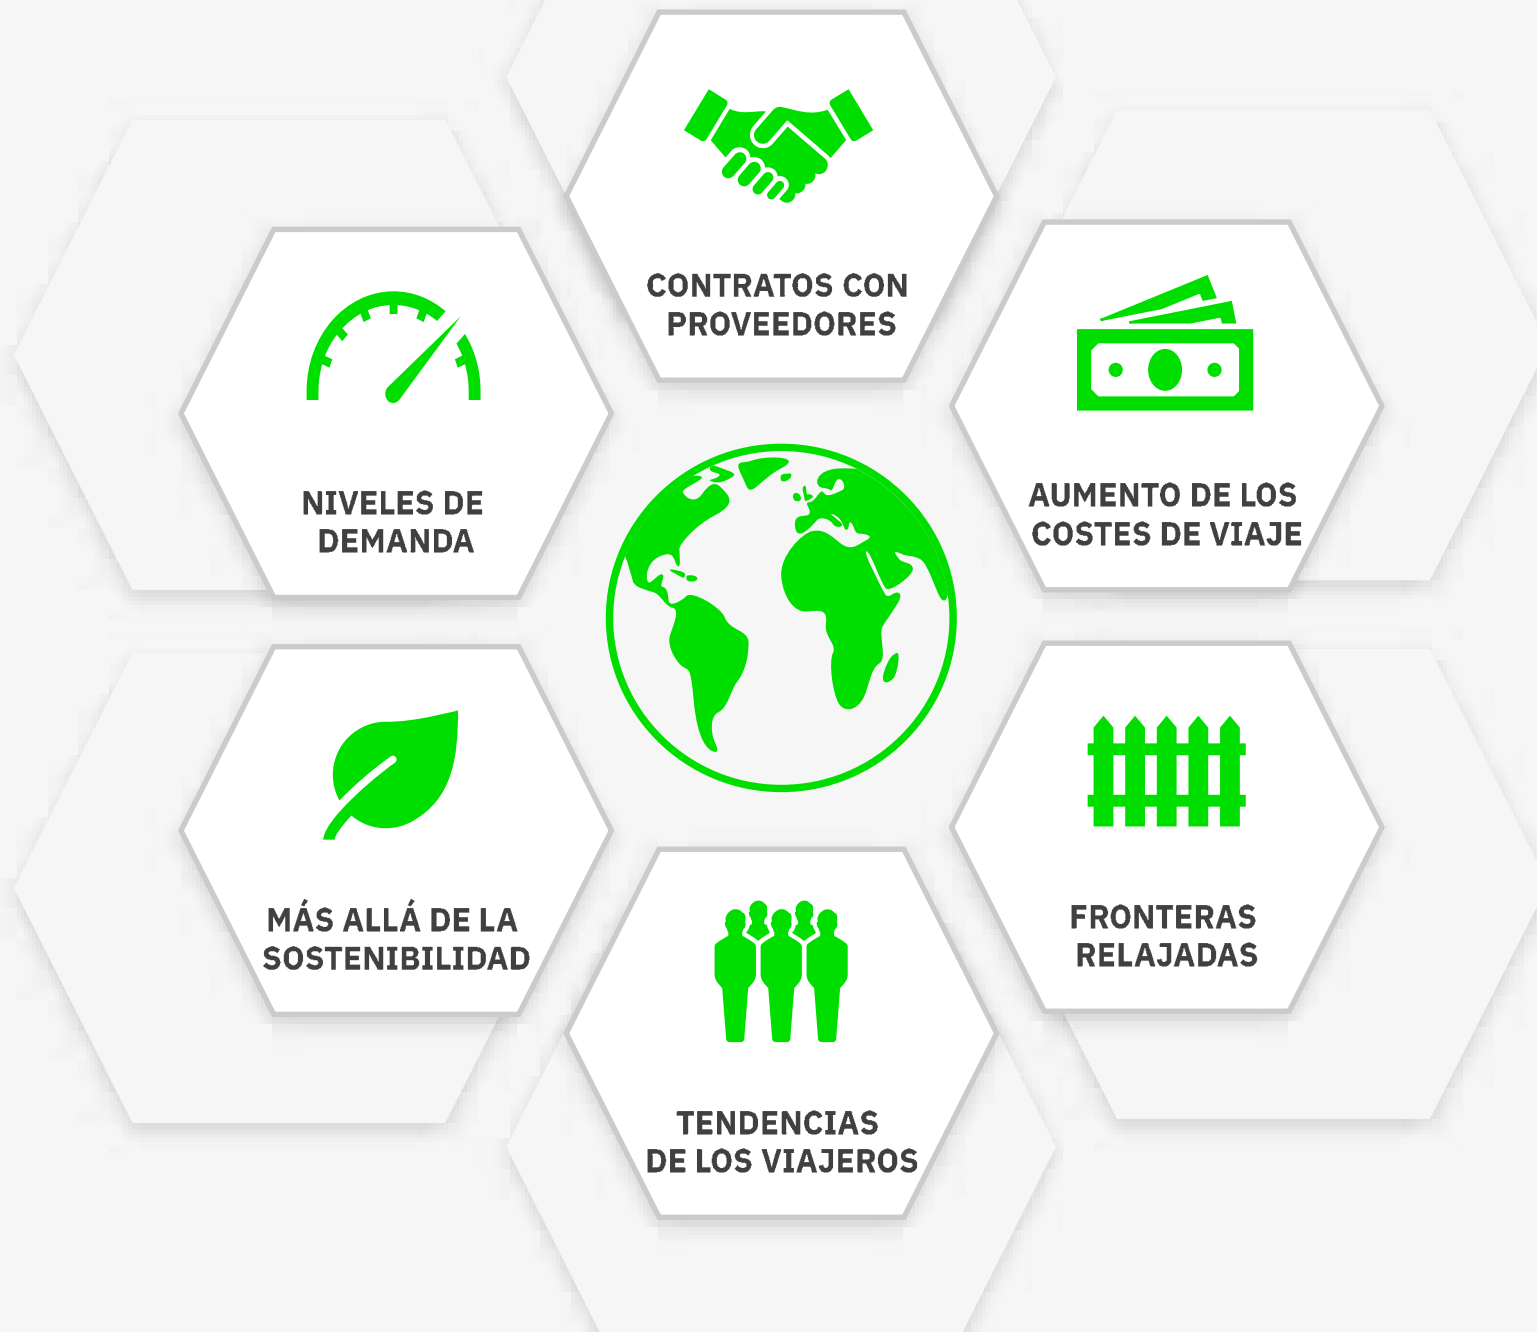 CONTRATOS CON
PROVEEDORES
NIVELES DE
DEMANDA
AUMENTO DE LOS
COSTES DE VIAJE
MÁS ALLÁ DE LA
SOSTENIBILIDAD
FRONTERAS
RELAJADAS
TENDENCIAS
DE LOS VIAJEROS